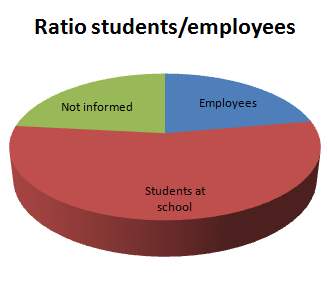 Ratio students/employees
Not informed
Employees
Students at
school